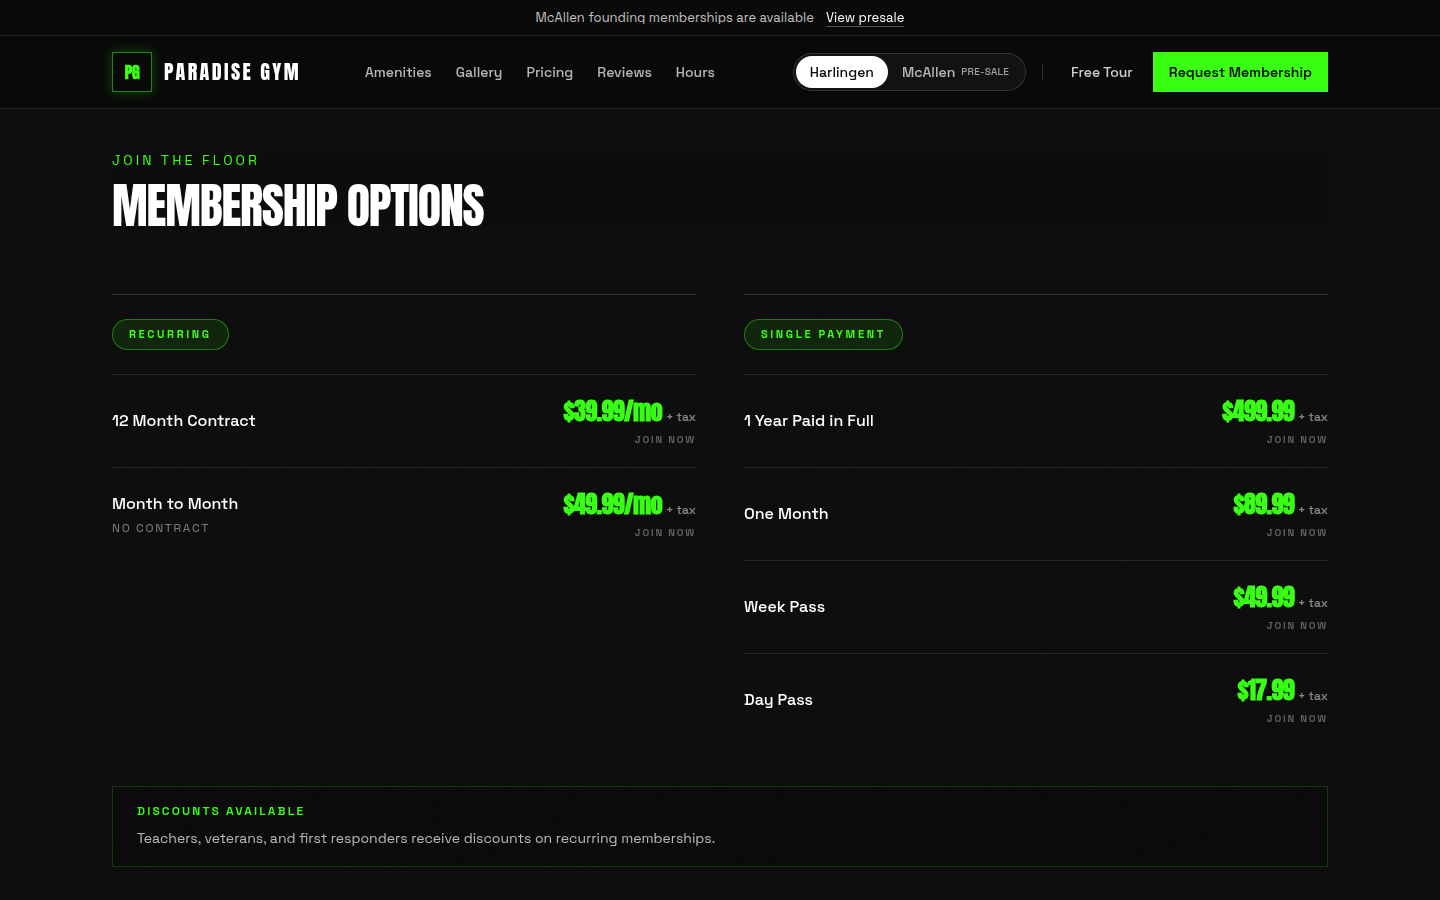 McAllen founding memberships are available View presale
PG PARADISE GYM Amenities Gallery Pricing Reviews Hours Harlingen McAllen PRE-SALE Free Tour Request Membership
JOIN THE FLOOR
MEMBERSHIP OPTIONS
RECURRING
12 Month Contract $39.99/mo + tax
JOIN NOW
Month to Month $49.99/mo + tax
NO CONTRACT JOIN NOW
SINGLE PAYMENT
1 Year Paid in Full $499.99 + tax
JOIN NOW
One Month $89.99 + tax
JOIN NOW
Week Pass $49.99 + tax
JOIN NOW
Day Pass $17.99 + tax
JOIN NOW
DISCOUNTS AVAILABLE
Teachers, veterans, and first responders receive discounts on recurring memberships.